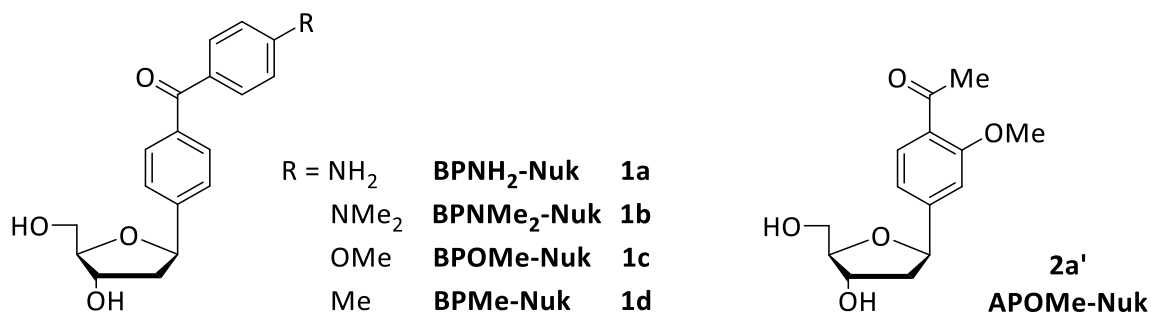 R
O
R = NH2 BPNH2-Nuk 1a
NMe2 BPNMe2-Nuk 1b
OMe BPOMe-Nuk 1c
Me BPMe-Nuk 1d
HO
O
OH
O
Me
OMe
HO
O
OH
2a'
APOMe-Nuk